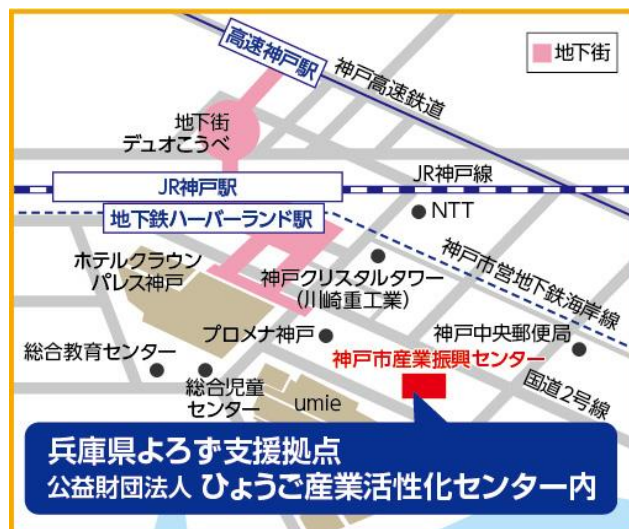 高速神戸駅
神戸高速鉄道
地下街
地下街
デュオこうべ
JR神戸駅
JR神戸線
地下鉄ハーバーランド駅
NTT
神戸市営地下鉄海岸線
ホテルクラウン
パレス神戸
神戸クリスタルタワー
(川崎重工業)
プロメナ神戸
神戸中央郵便局
総合教育センター
神戸市産業振興センター
総合児童
センター
umie
国道2号線
兵庫県よろず支援拠点
公益財団法人 ひょうご産業活性化センター内